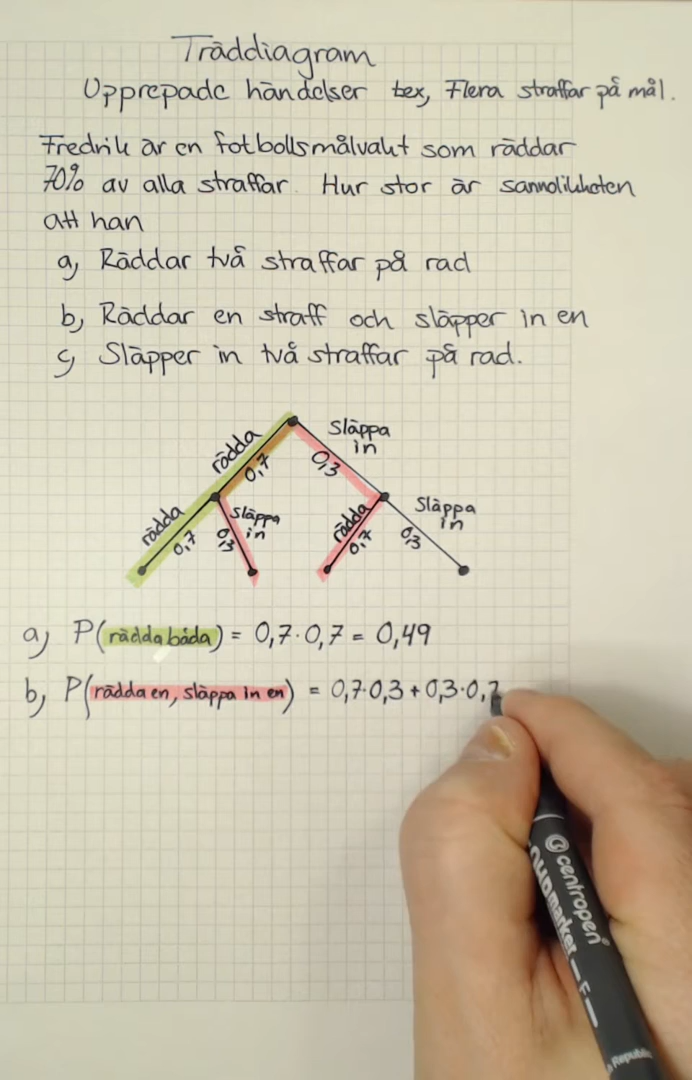 Träddiagram
Upprepade händelser tex, Flera straffar på mål.
Fredrik är en fotbollsmålvakt som räddar
70% av alla straffar. Hur stor är sannolikheten
att han
a, Räddar två straffar på rad
b, Räddar en straff och släpper in en
c, Släpper in två straffar på rad.
rädda
0,7
Släppa
in
0,3
rädda
0,7
Släppa
in
0,3
rädda
0,7
Släppa
in
0,3
a) P(rädda båda) = 0,7·0,7 = 0,49
b, P(rädda en, släppa in en) = 0,7·0,3 + 0,3·0,7
centropen
MARKER F
Republic